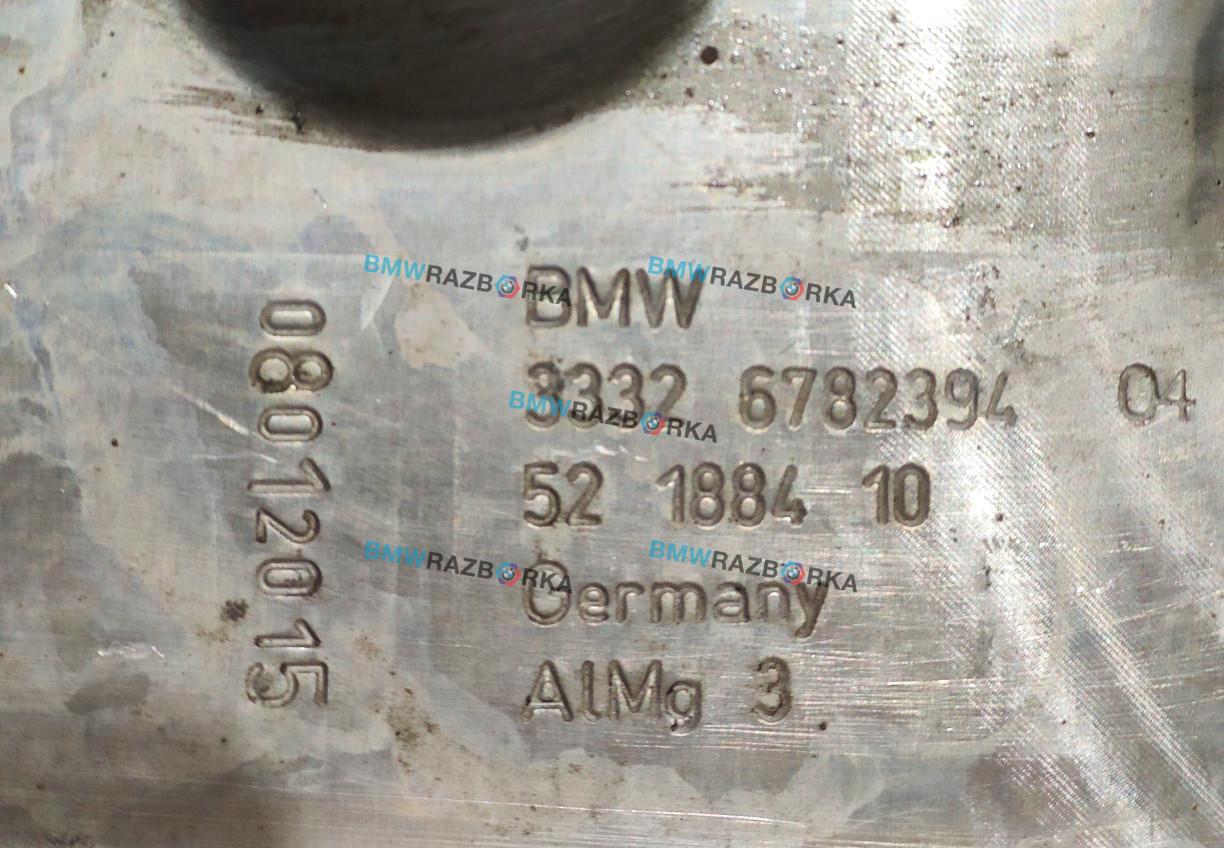 BMW
3332 6782394 04
52 1884 10
Germany
AlMg 3
08012015
BMWRAZBORKA
BMWRAZBORKA
BMWRAZBORKA
BMWRAZBORKA
BMWRAZBORKA